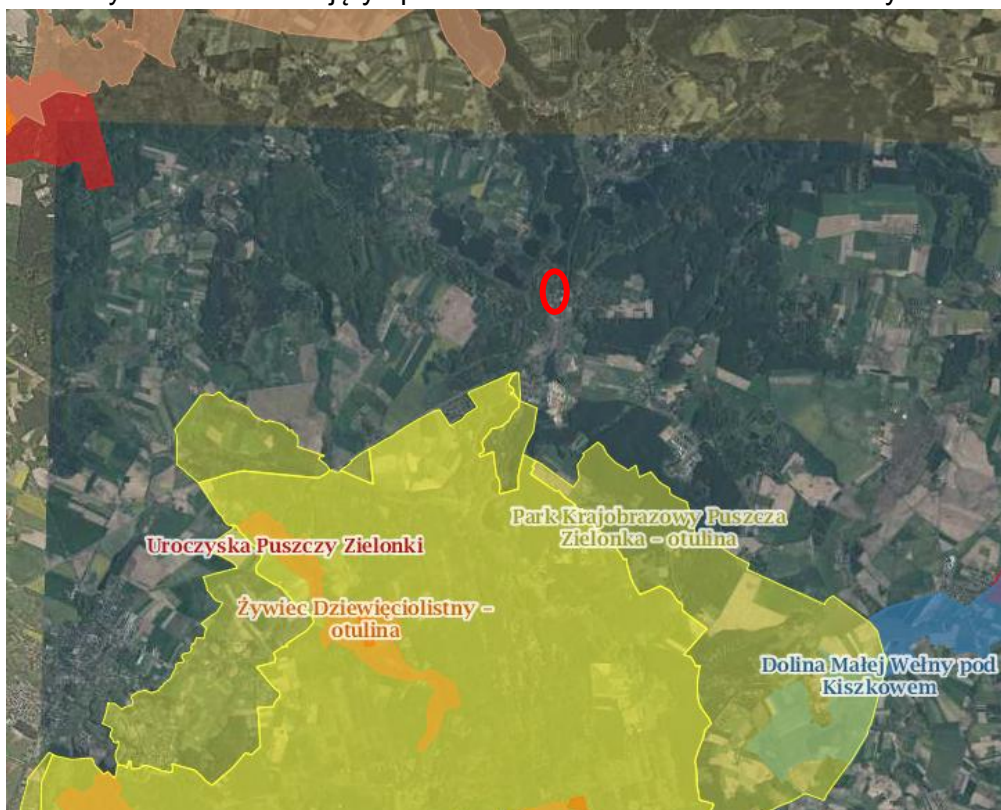 Park Krajobrazowy Puszcza
Zielonka – otulina
Uroczyska Puszczy Zielonki
Żywiec Dziewięciolistny –
otulina
Dolina Małej Wełny pod
Kiszkowem